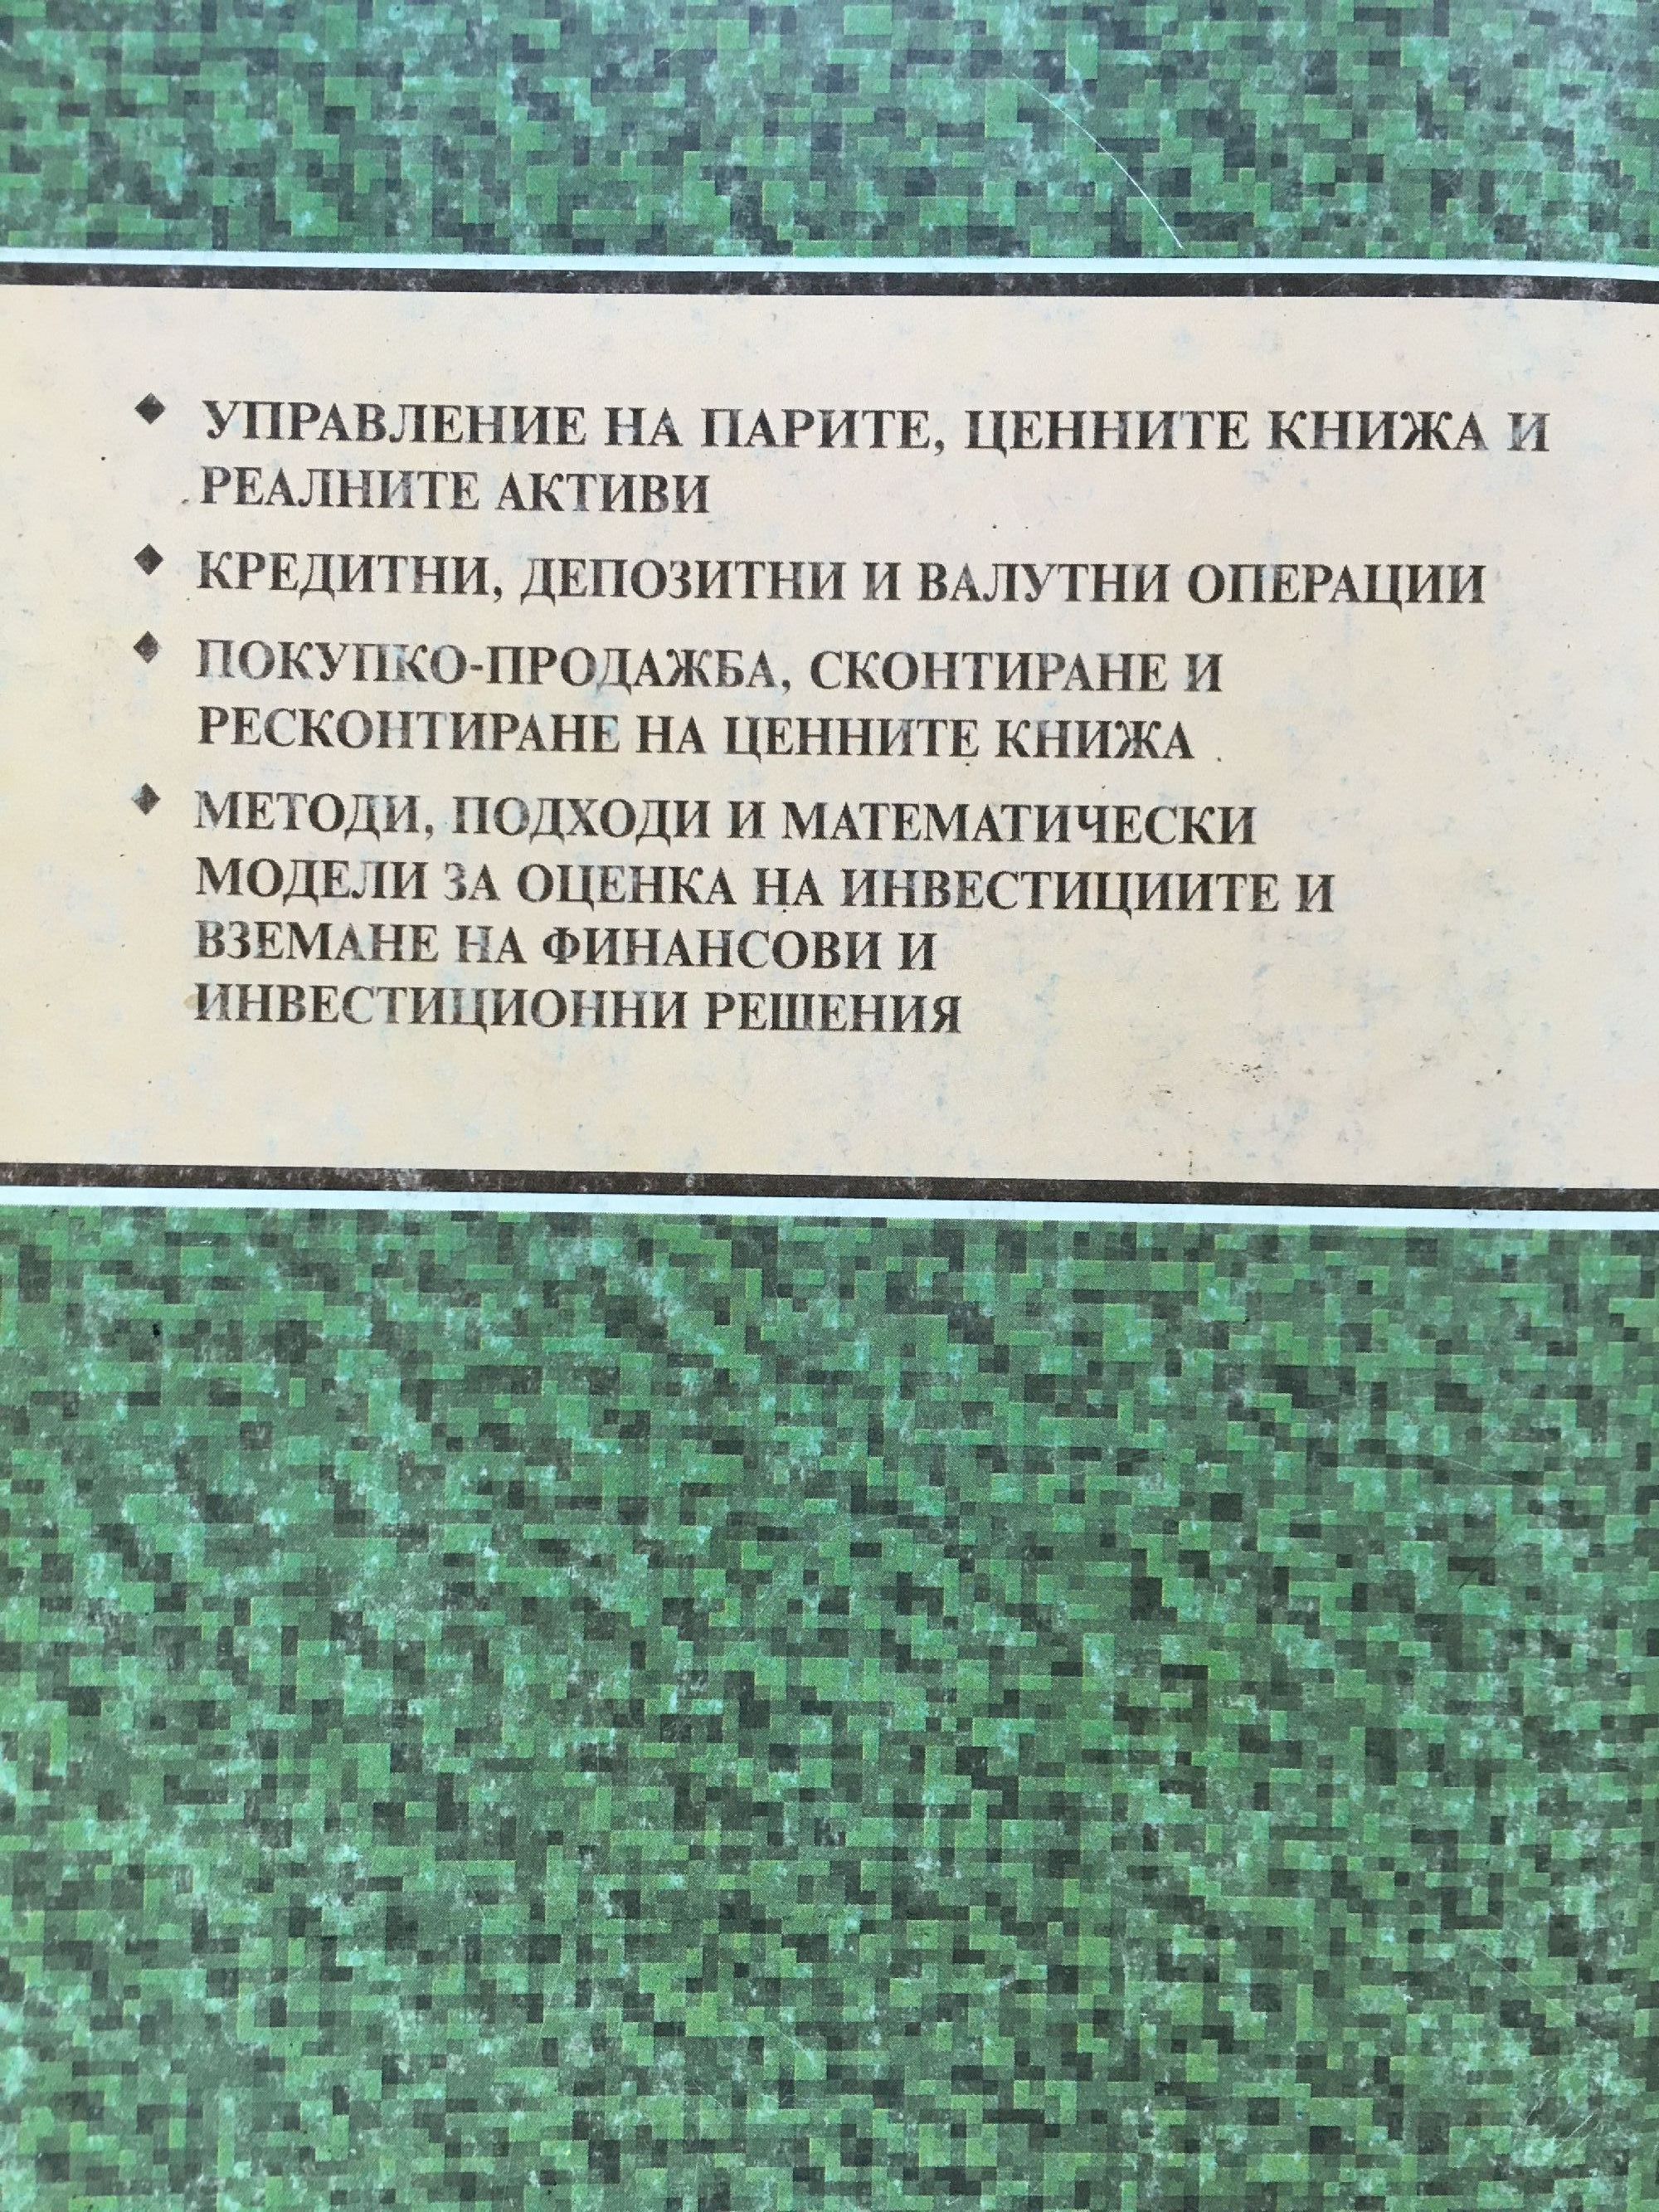 ◆ УПРАВЛЕНИЕ НА ПАРИТЕ, ЦЕННИТЕ КНИЖА И
РЕАЛНИТЕ АКТИВИ
◆ КРЕДИТНИ, ДЕПОЗИТНИ И ВАЛУТНИ ОПЕРАЦИИ
◆ ПОКУПКО-ПРОДАЖБА, СКОНТИРАНЕ И
РЕСКОНТИРАНЕ НА ЦЕННИТЕ КНИЖА
◆ МЕТОДИ, ПОДХОДИ И МАТЕМАТИЧЕСКИ
МОДЕЛИ ЗА ОЦЕНКА НА ИНВЕСТИЦИИТЕ И
ВЗЕМАНЕ НА ФИНАНСОВИ И
ИНВЕСТИЦИОННИ РЕШЕНИЯ